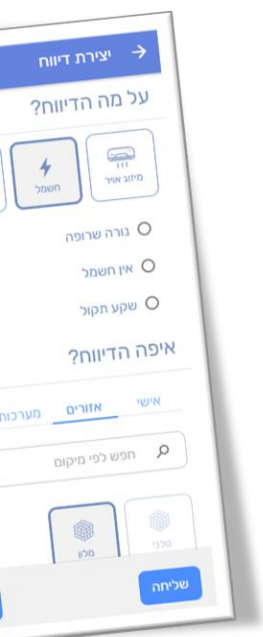 יצירת דיווח
על מה הדיווח?
מיזוג אויר
חשמל
נורה שרופה
אין חשמל
שקע תקול
איפה הדיווח?
אישי אזורים מערכות
חפש לפי מיקום
טכני מלון
שליחה